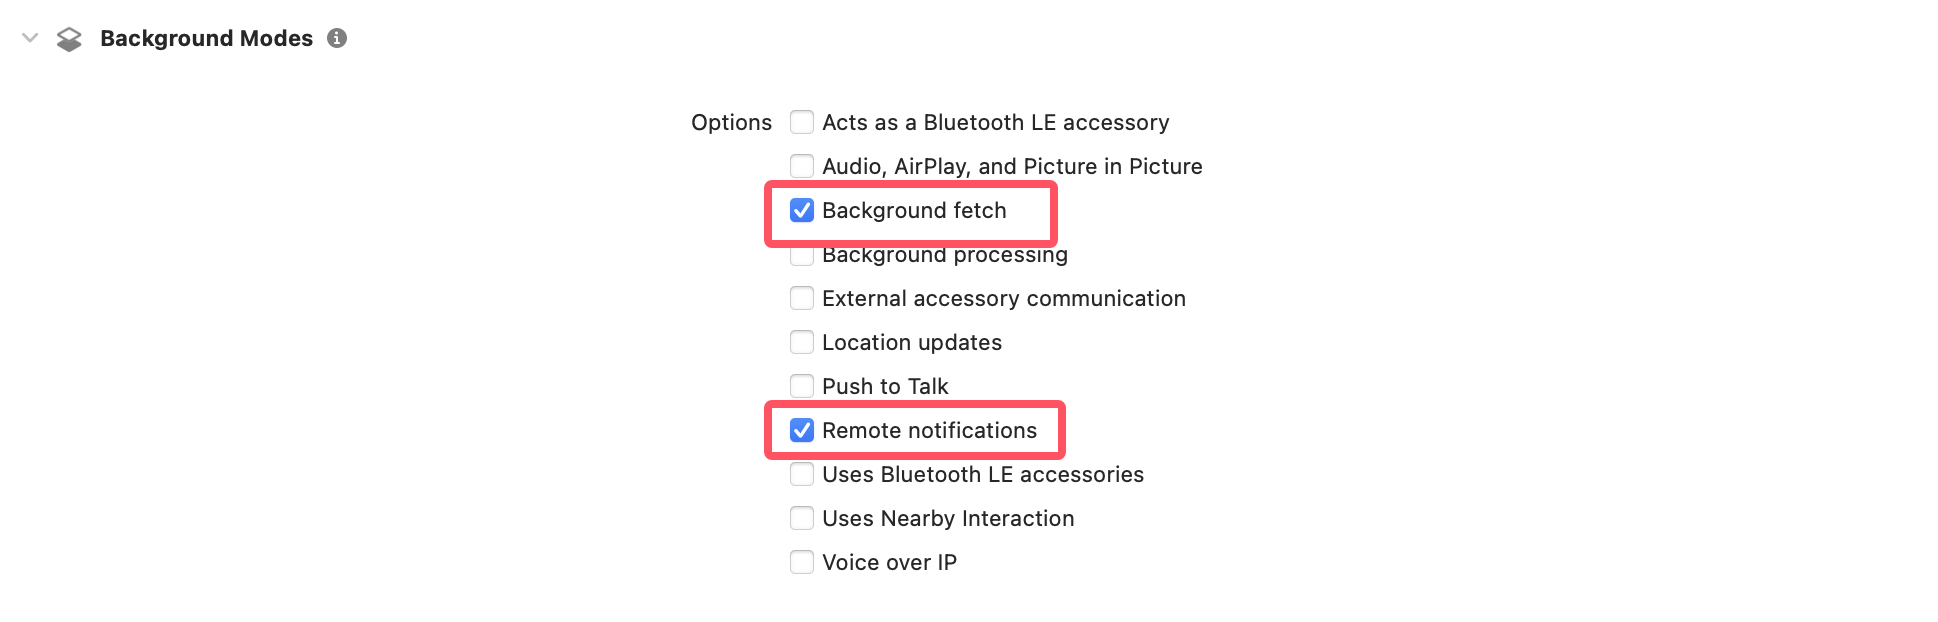 Background Modes
Options
Acts as a Bluetooth LE accessory
Audio, AirPlay, and Picture in Picture
Background fetch
Background processing
External accessory communication
Location updates
Push to Talk
Remote notifications
Uses Bluetooth LE accessories
Uses Nearby Interaction
Voice over IP